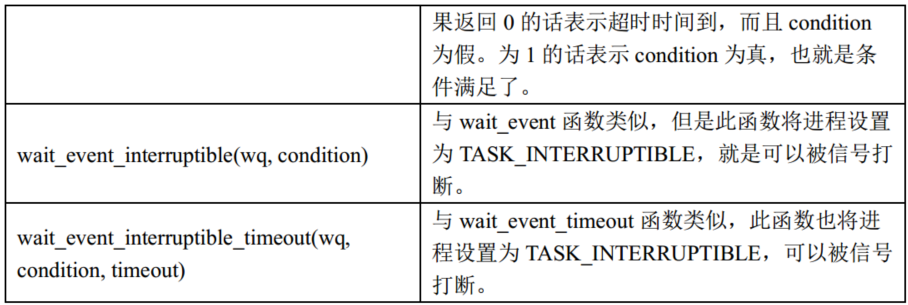 果返回 0 的话表示超时时间到，而且 condition
为假。为 1 的话表示 condition 为真，也就是条
件满足了。
wait_event_interruptible(wq, condition)
与 wait_event 函数类似，但是此函数将进程设置
为 TASK_INTERRUPTIBLE，就是可以被信号打
断。
wait_event_interruptible_timeout(wq,
condition, timeout)
与 wait_event_timeout 函数类似，此函数也将进
程设置为 TASK_INTERRUPTIBLE，可以被信号
打断。